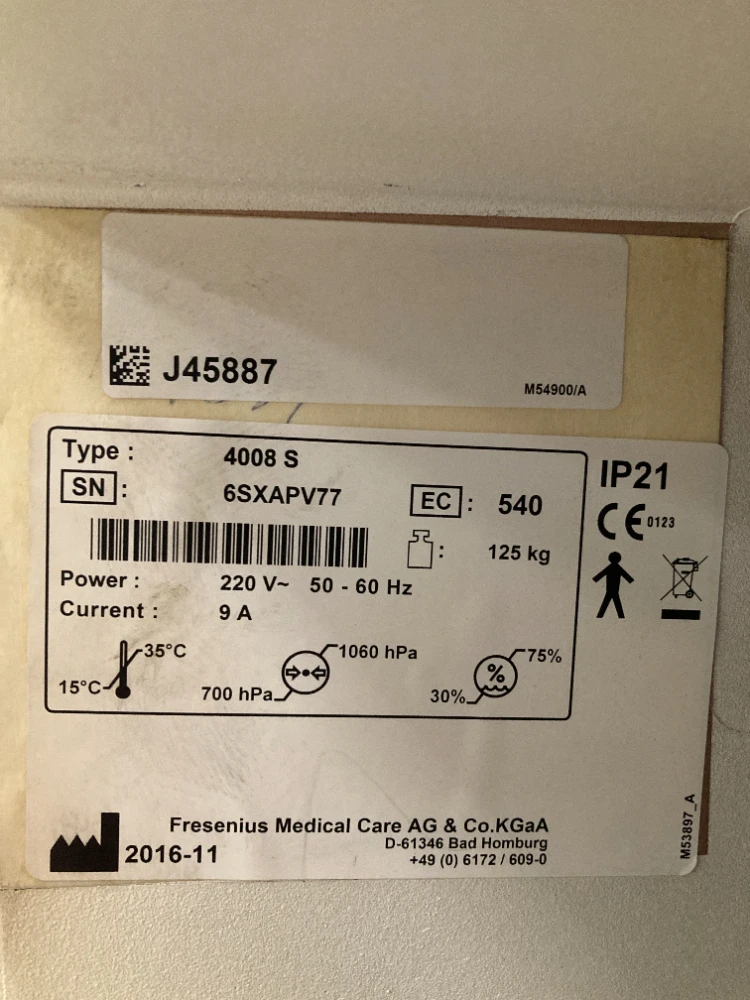 J45887
M54900/A
Type : 4008 S
SN : 6SXAPV77
EC : 540
: 125 kg
Power : 220 V~ 50 - 60 Hz
Current : 9 A
IP21
CE 0123
35°C
15°C
1060 hPa
700 hPa
%
75%
30%
Fresenius Medical Care AG & Co.KGaA
D-61346 Bad Homburg
+49 (0) 6172 / 609-0
2016-11
M53897_A